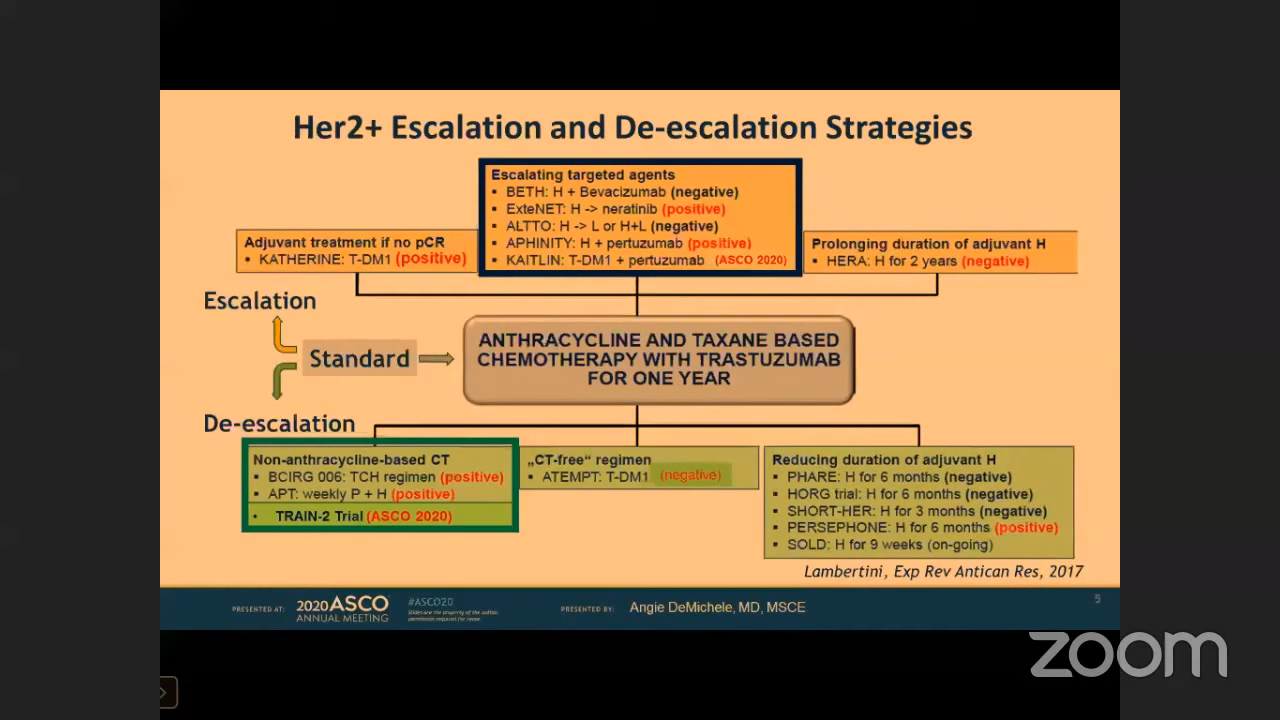 Her2+ Escalation and De-escalation Strategies
Escalating targeted agents
▪ BETH: H + Bevacizumab (negative)
▪ ExteNET: H -> neratinib (positive)
▪ ALTTO: H -> L or H+L (negative)
▪ APHINITY: H + pertuzumab (positive)
▪ KAITLIN: T-DM1 + pertuzumab (ASCO 2020)
Adjuvant treatment if no pCR
▪ KATHERINE: T-DM1 (positive)
Prolonging duration of adjuvant H
▪ HERA: H for 2 years (negative)
Escalation
Standard
ANTHRACYCLINE AND TAXANE BASED
CHEMOTHERAPY WITH TRASTUZUMAB
FOR ONE YEAR
De-escalation
Non-anthracycline-based CT
▪ BCIRG 006: TCH regimen (positive)
▪ APT: weekly P + H (positive)
• TRAIN-2 Trial (ASCO 2020)
„CT-free“ regimen
▪ ATEMPT: T-DM1 (negative)
Reducing duration of adjuvant H
▪ PHARE: H for 6 months (negative)
▪ HORG trial: H for 6 months (negative)
▪ SHORT-HER: H for 3 months (negative)
▪ PERSEPHONE: H for 6 months (positive)
▪ SOLD: H for 9 weeks (on-going)
Lambertini, Exp Rev Antican Res, 2017
PRESENTED AT:
2020 ASCO
ANNUAL MEETING
#ASCO20
Slides are the property of the author,
permission required for reuse.
PRESENTED BY:
Angie DeMichele, MD, MSCE
5
zoom